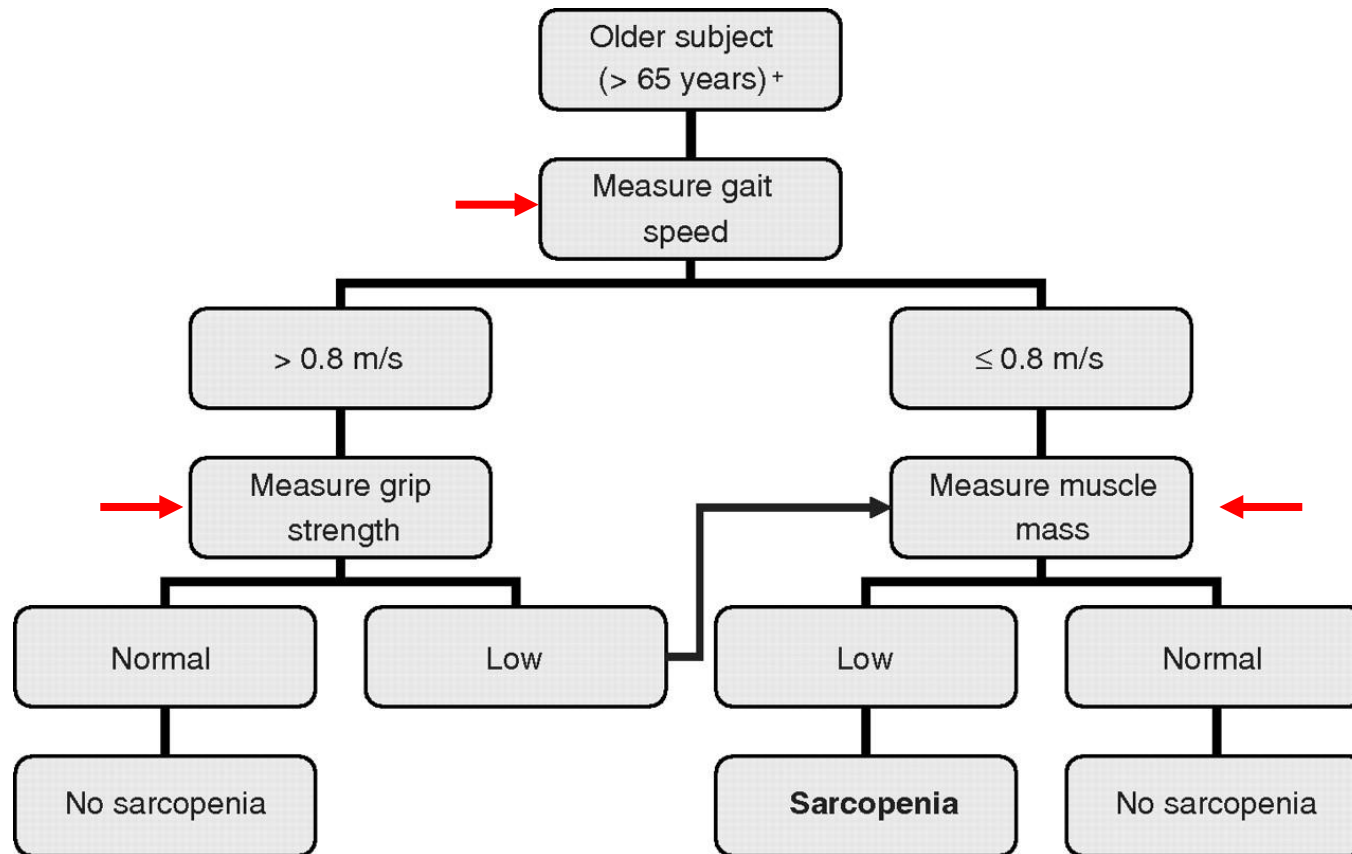 Older subject
(> 65 years)+
Measure gait
speed
> 0.8 m/s
≤ 0.8 m/s
Measure grip
strength
Measure muscle
mass
Normal
Low
Low
Normal
No sarcopenia
Sarcopenia
No sarcopenia